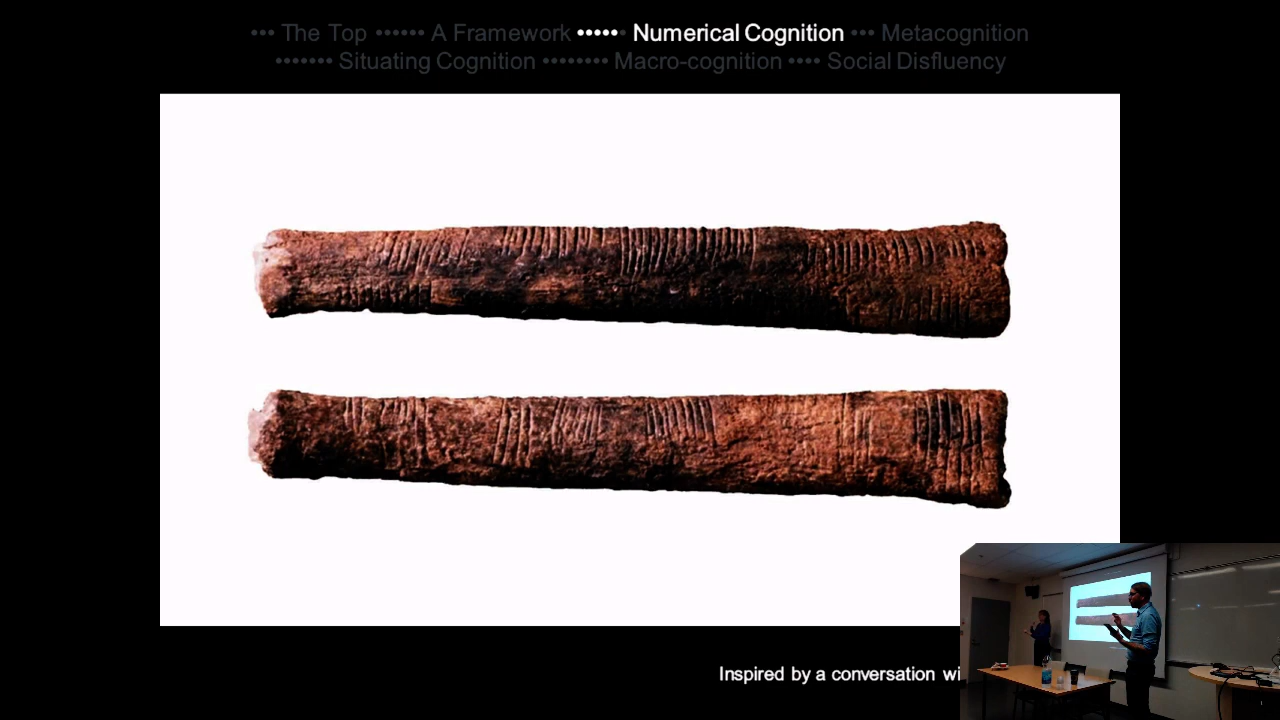 ••• The Top •••••• A Framework •••••• Numerical Cognition ••• Metacognition
••••••• Situating Cognition •••••••• Macro-cognition •••• Social Disfluency
Inspired by a conversation wi